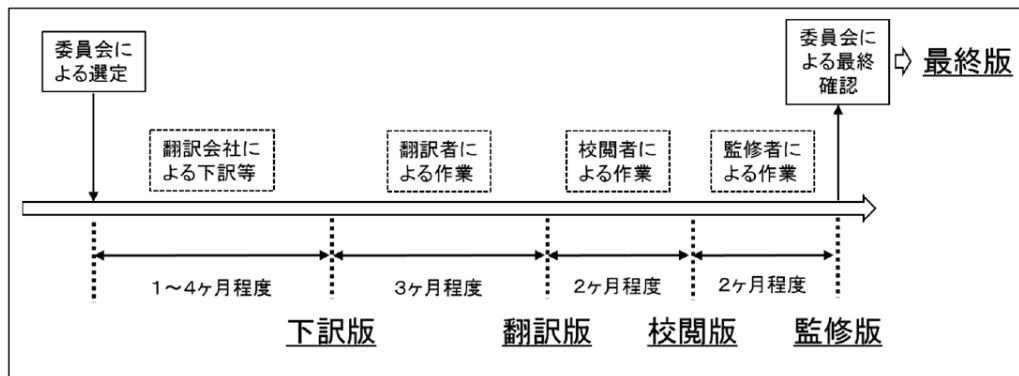 委員会に
よる選定
委員会に
よる最終
確認
最終版
翻訳会社に
よる下訳等
翻訳者に
よる作業
校閲者に
よる作業
監修者に
よる作業
1～4ヶ月程度
3ヶ月程度
2ヶ月程度
2ヶ月程度
下訳版
翻訳版
校閲版
監修版